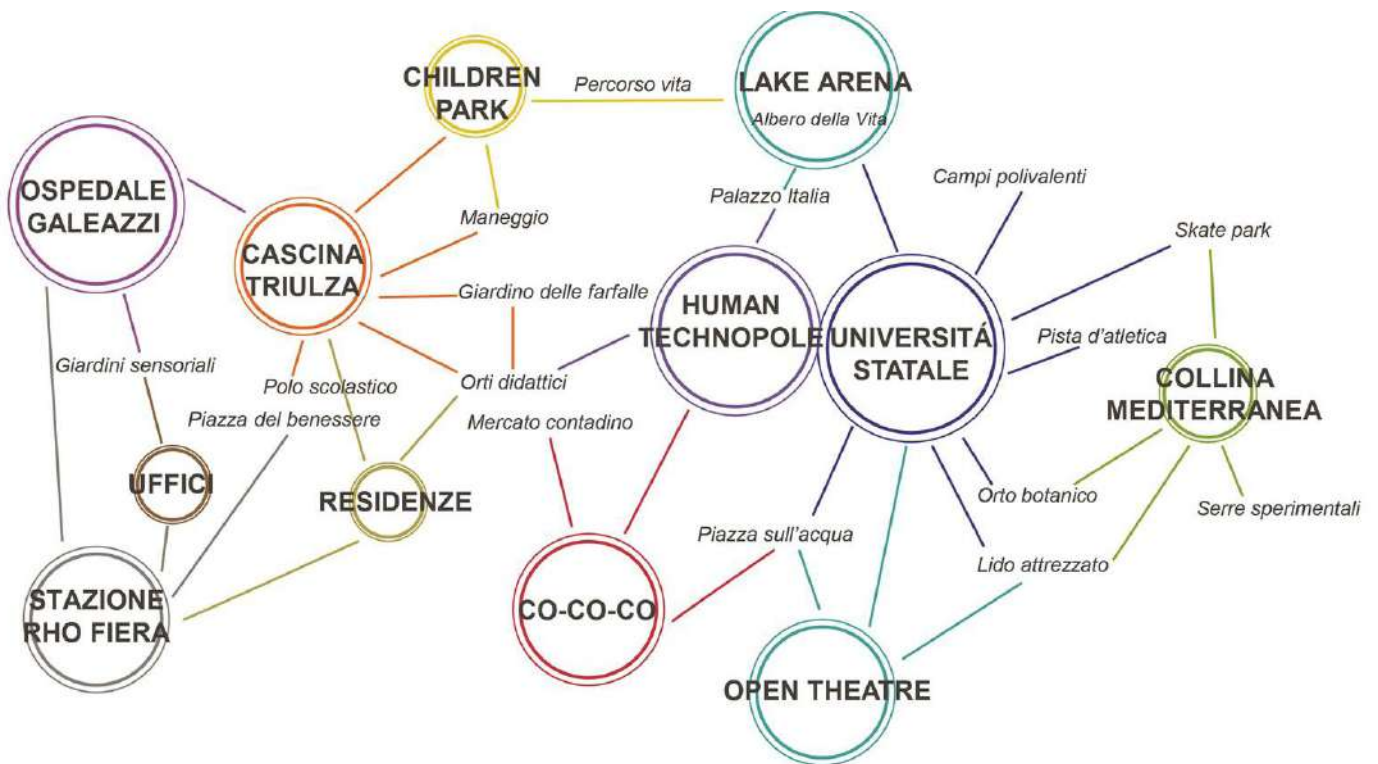 CHILDREN
PARK
Percorso vita
LAKE ARENA
Albero della Vita
OSPEDALE
GALEAZZI
CASCINA
TRIULZA
Maneggio
Palazzo Italia
Campi polivalenti
Skate park
Giardino delle farfalle
HUMAN
TECHNOPOLE
UNIVERSITÁ
STATALE
Pista d'atletica
Giardini sensoriali
Polo scolastico
Orti didattici
COLLINA
MEDITERRANEA
Piazza del benessere
Mercato contadino
UFFICI
RESIDENZE
Orto botanico
Serre sperimentali
Piazza sull'acqua
Lido attrezzato
STAZIONE
RHO FIERA
CO-CO-CO
OPEN THEATRE